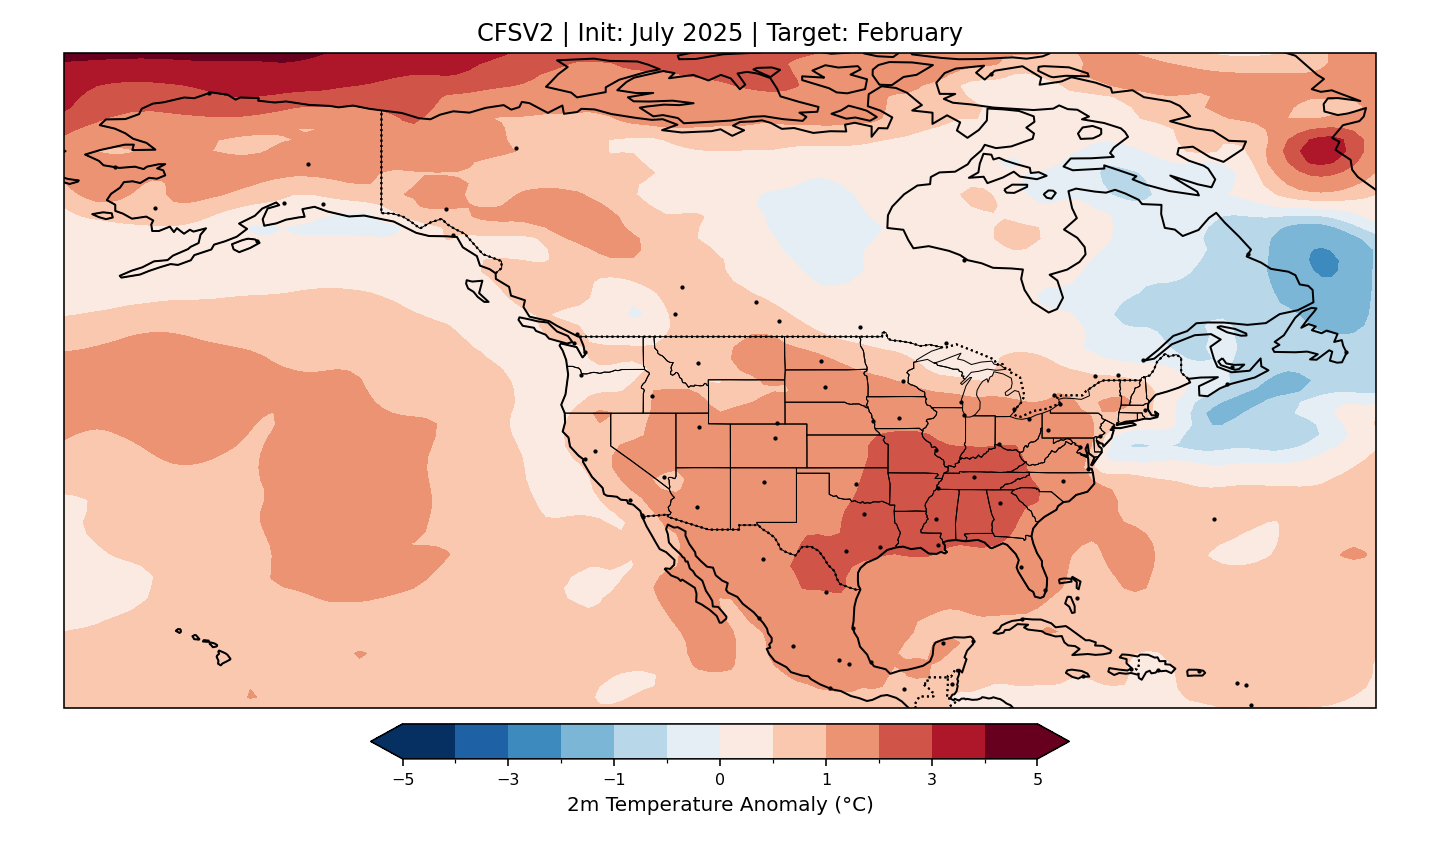 CFSV2 | Init: July 2025 | Target: February
−5 −3 −1 0 1 3 5
2m Temperature Anomaly (°C)